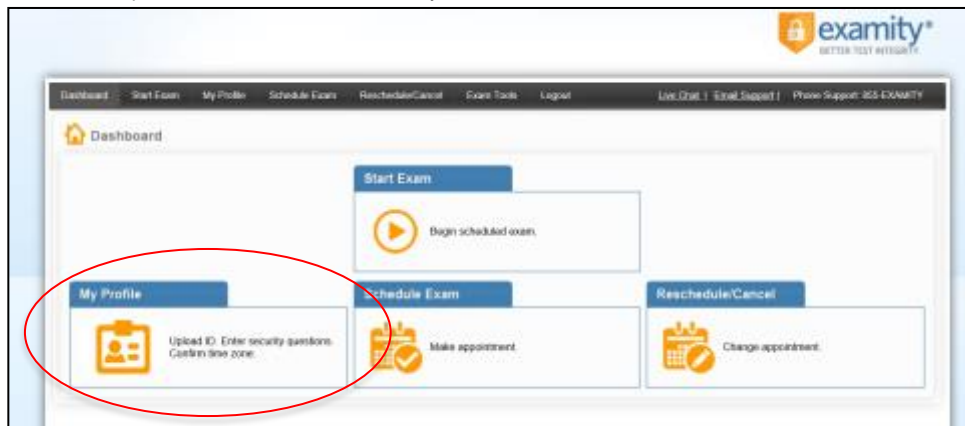 examity®
BETTER TEST INTEGRITY
Dashboard Start Exam My Profile Schedule Exam Reschedule/Cancel Exam Tools Logout Live Chat | Email Support | Phone Support: 855-EXAMITY
Dashboard
Start Exam
Begin scheduled exam.
My Profile
Upload ID. Enter security questions.
Confirm time zone.
Schedule Exam
Make appointment.
Reschedule/Cancel
Change appointment.